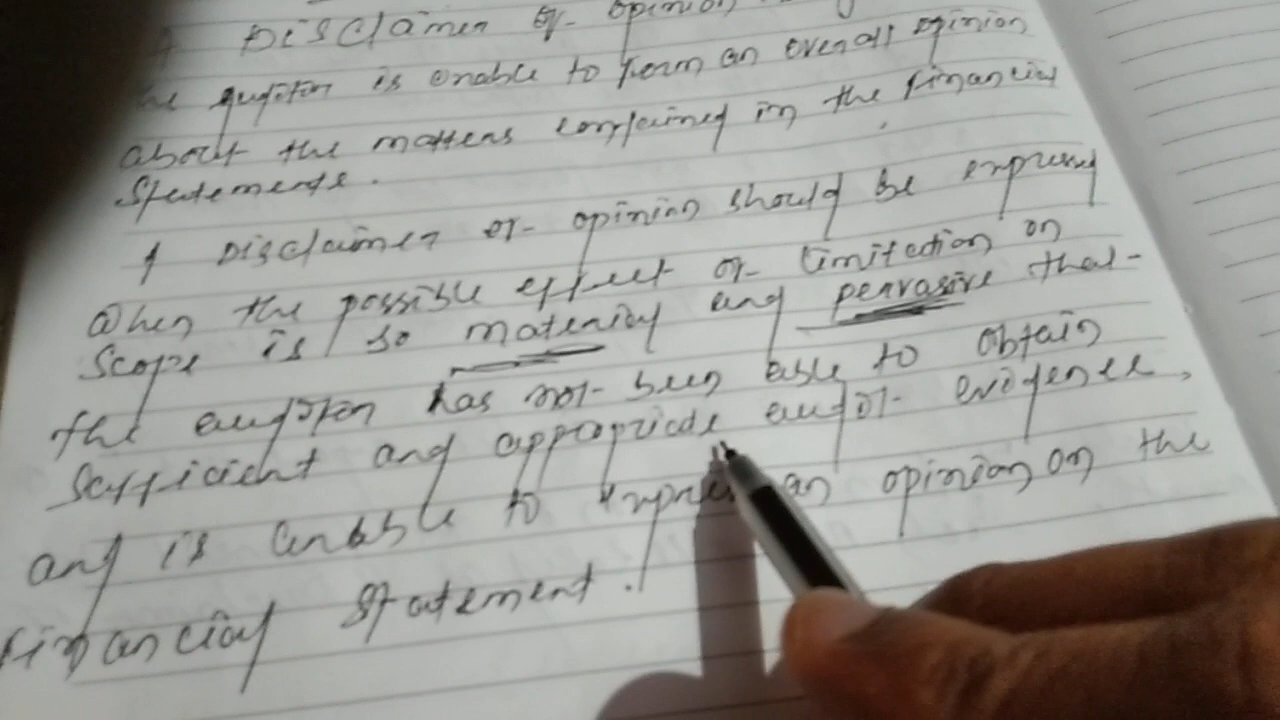 A Disclaimer of opinion
the auditor is unable to form an overall opinion
about the matters contained in the financial
statements.
A Disclaimer of opinion should be expressed
when the possible effect of limitation on
scope is so material and pervasive that
the auditor has not been able to obtain
sufficient and appropriate audit evidence,
and is unable to express an opinion on the
financial statement.